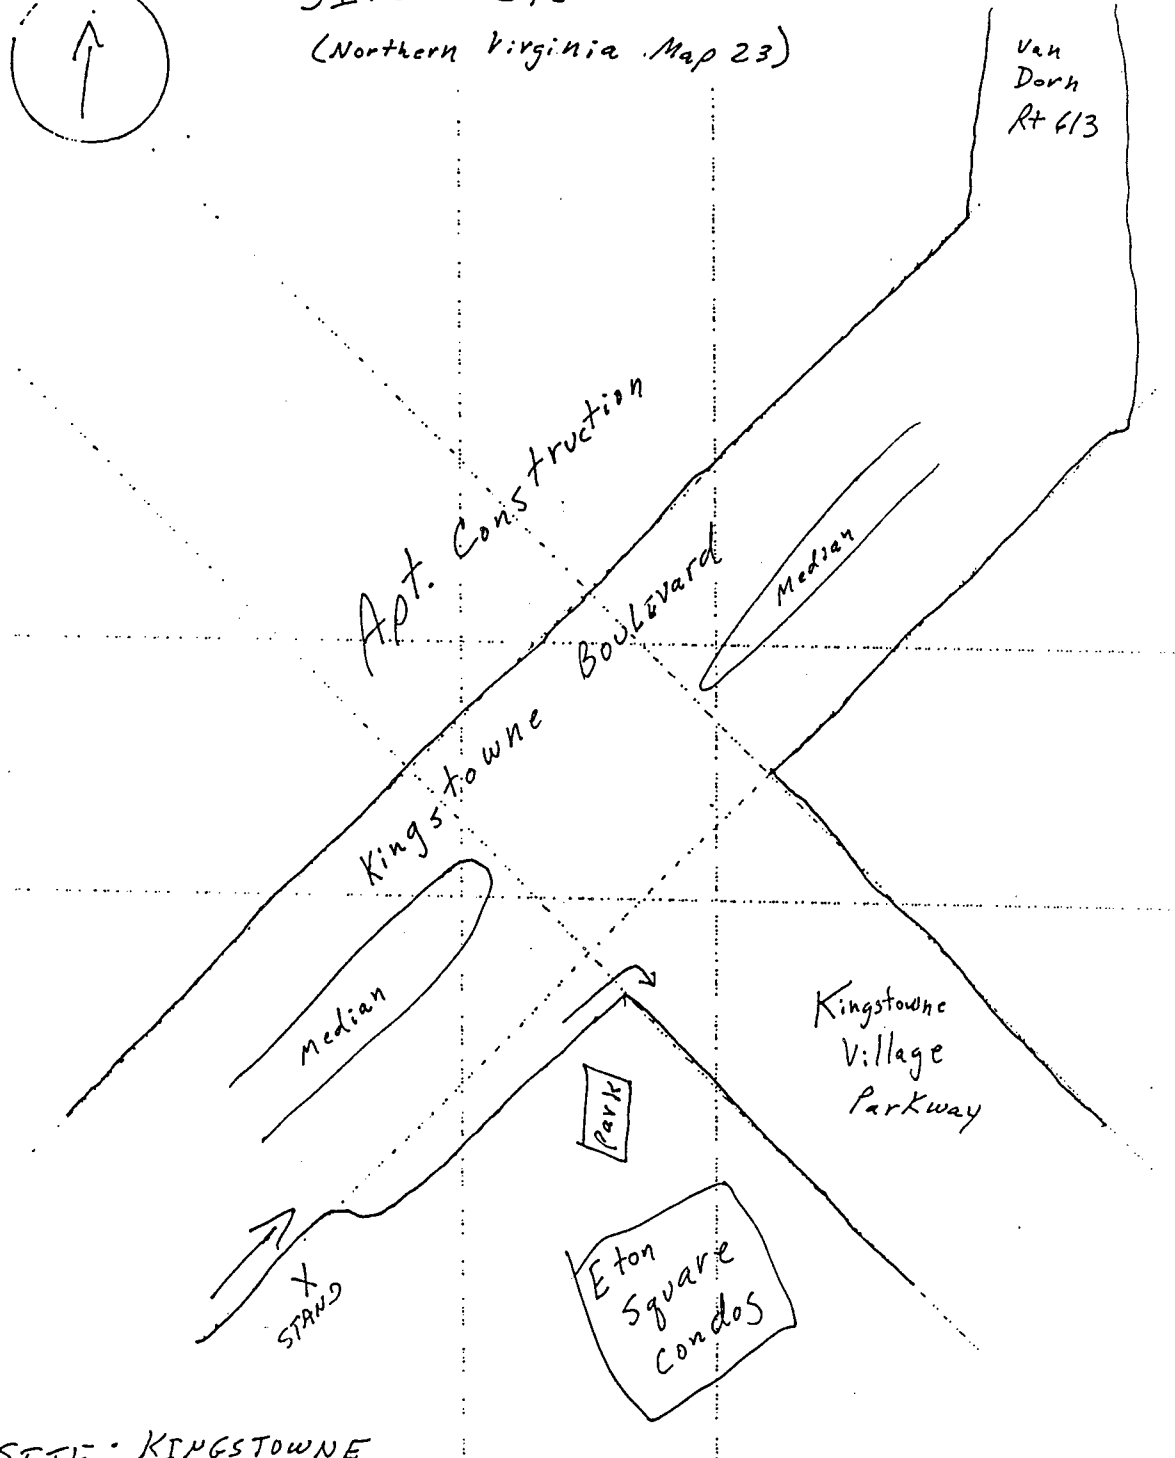 (Northern Virginia Map 23)
Van
Dorn
Rt 613
Apt. Construction
Kingstowne Boulevard
Median
Median
Kingstowne
Village
Parkway
Park
X
STAND
Eton
Square
Condos
SITE: KINGSTOWNE